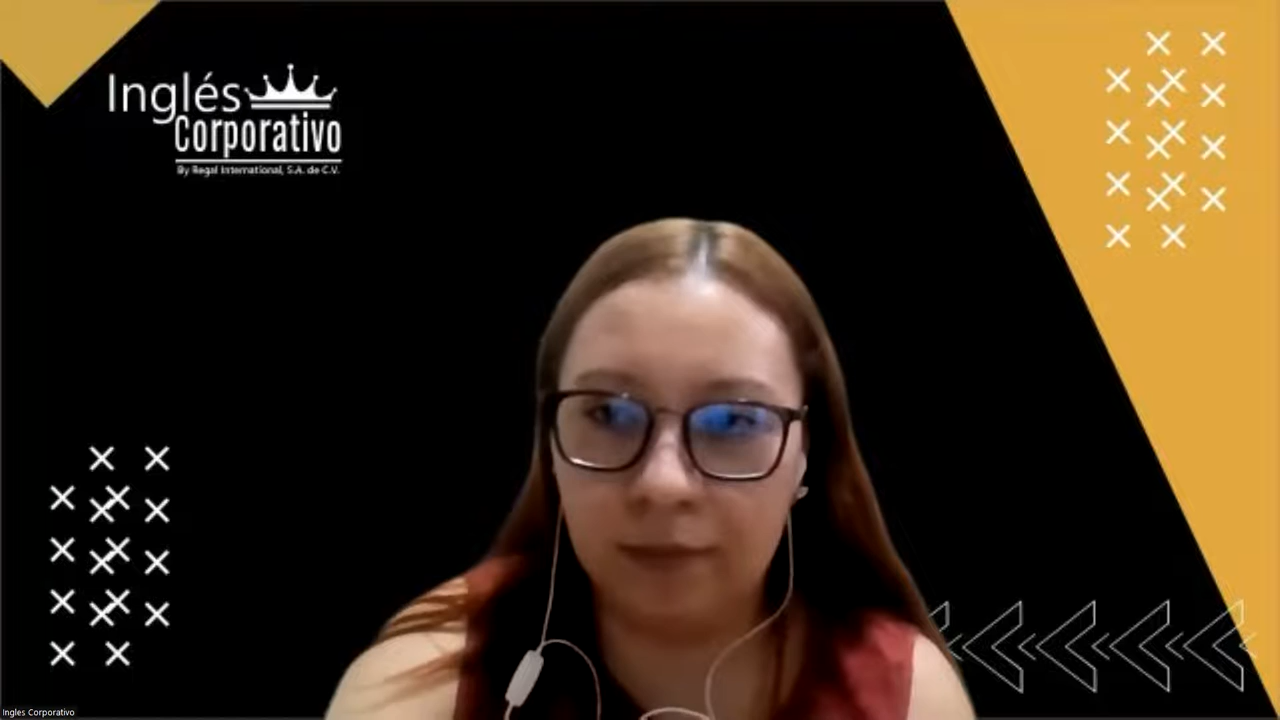 Inglés
Corporativo
By Regal International, S.A. de C.V.
Ingles Corporativo